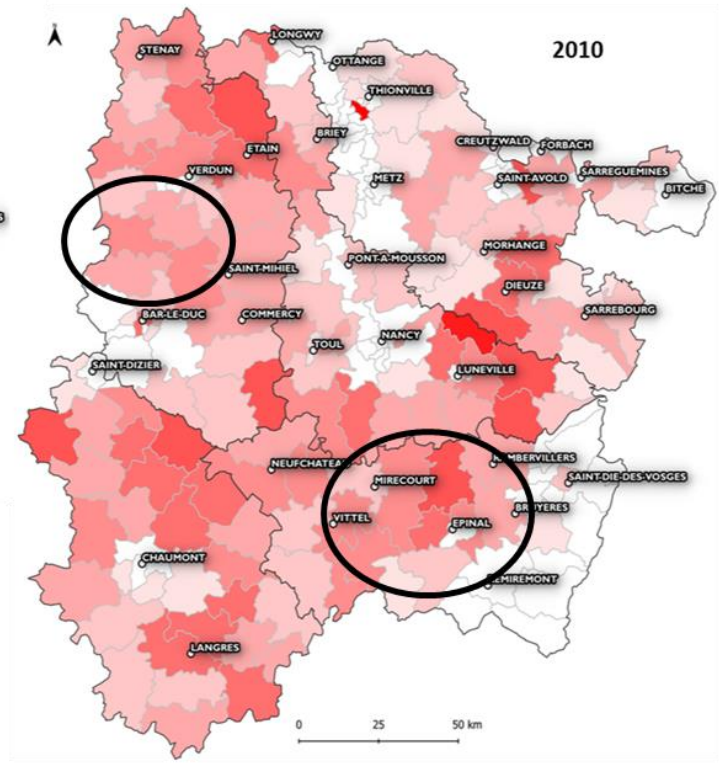 LONGWY
2010
STENAY
OTTANGE
THIONVILLE
BRIEY
CREUTZWALD
FORBACH
ETAIN
VERDUN
METZ
SAINT-AVOLD
SARREGUEMINES
BITCHE
MORHANGE
SAINT-MIHIEL
PONT-A-MOUSSON
DIEUZE
BAR-LE-DUC
COMMERCY
SARREBOURG
TOUL
NANCY
SAINT-DIZIER
LUNEVILLE
NEUFCHATEAU
RAMBERVILLERS
MIRECOURT
SAINT-DIE-DES-VOSGES
VITTEL
BRUYERES
EPINAL
CHAUMONT
REMIREMONT
LANGRES
0 25 50 km